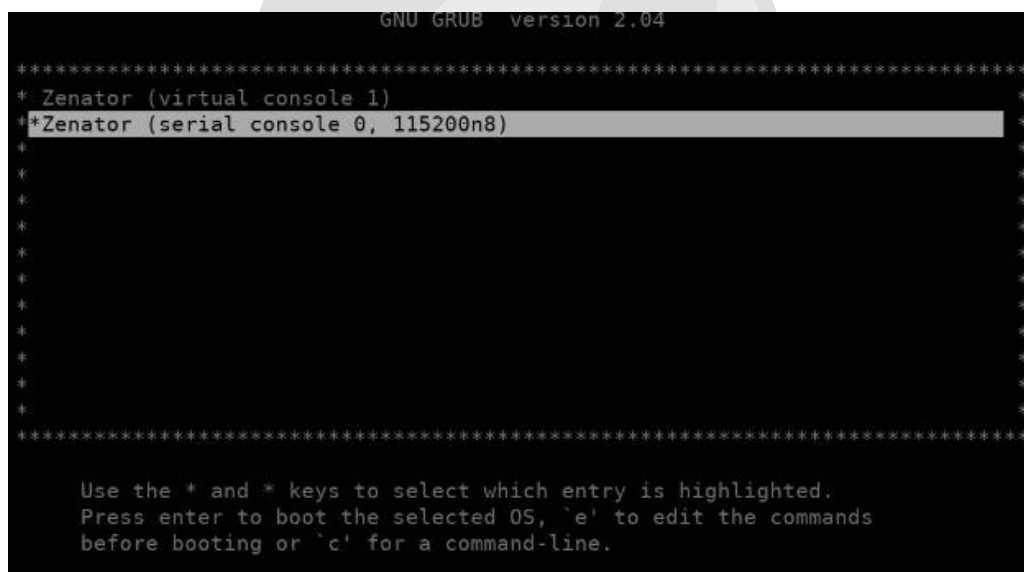 GNU GRUB version 2.04
*******************************************************************************
* Zenator (virtual console 1) *
**Zenator (serial console 0, 115200n8) *
* *
* *
* *
* *
* *
* *
* *
* *
* *
* *
* *
*******************************************************************************
Use the * and * keys to select which entry is highlighted.
Press enter to boot the selected OS, `e' to edit the commands
before booting or `c' for a command-line.